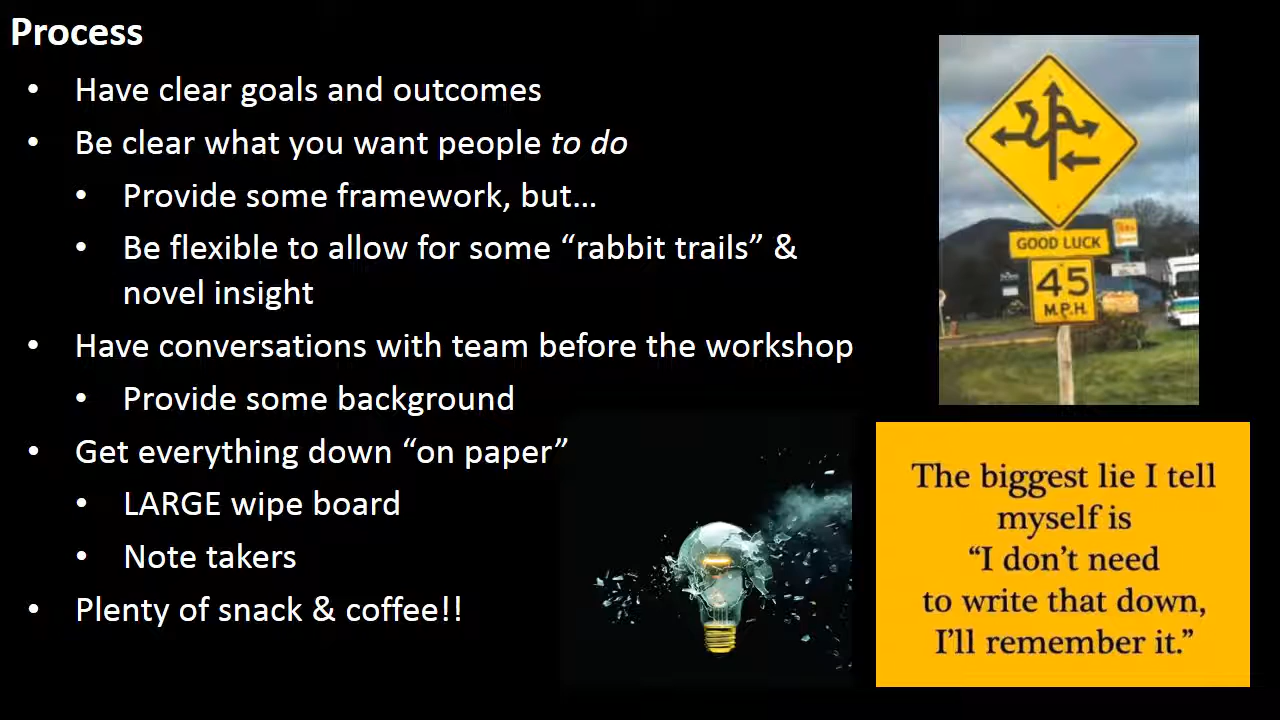 Process
• Have clear goals and outcomes
• Be clear what you want people to do
• Provide some framework, but…
• Be flexible to allow for some “rabbit trails” &
novel insight
• Have conversations with team before the workshop
• Provide some background
• Get everything down “on paper”
• LARGE wipe board
• Note takers
• Plenty of snack & coffee!!
GOOD LUCK
45
M.P.H.
The biggest lie I tell
myself is
“I don’t need
to write that down,
I’ll remember it.”